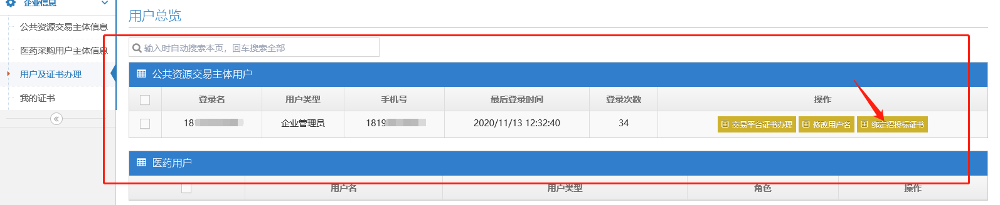 企业信息
公共资源交易主体信息
医药采购用户主体信息
用户及证书办理
我的证书
用户总览
输入时自动搜索本页，回车搜索全部
公共资源交易主体用户
登录名 用户类型 手机号 最后登录时间 登录次数 操作
18 企业管理员 1819 2020/11/13 12:32:40 34 交易平台证书办理 修改用户名 绑定招投标证书
医药用户
用户名 用户类型 角色 操作